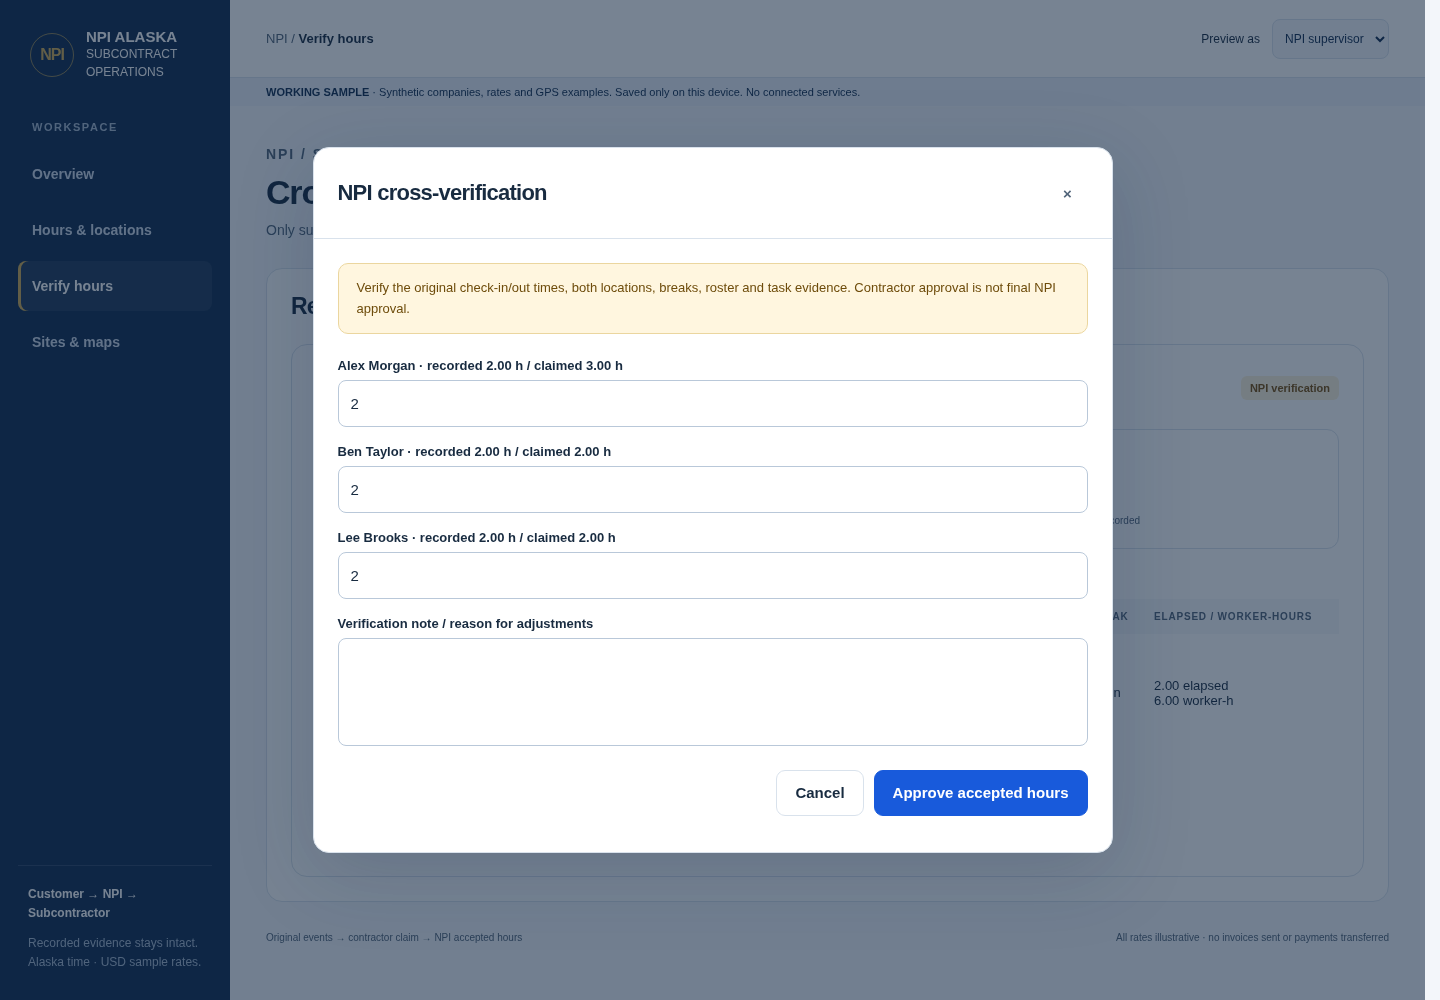 NPI
NPI ALASKA
SUBCONTRACT
OPERATIONS
WORKSPACE
Overview
Hours & locations
Verify hours
Sites & maps
Customer → NPI →
Subcontractor
Recorded evidence stays intact.
Alaska time · USD sample rates.
NPI / Verify hours
Preview as
NPI supervisor
WORKING SAMPLE · Synthetic companies, rates and GPS examples. Saved only on this device. No connected services.
NPI /
Only su
NPI cross-verification
×
Verify the original check-in/out times, both locations, breaks, roster and task evidence. Contractor approval is not final NPI
approval.
Alex Morgan · recorded 2.00 h / claimed 3.00 h
2
Ben Taylor · recorded 2.00 h / claimed 2.00 h
2
Lee Brooks · recorded 2.00 h / claimed 2.00 h
2
Verification note / reason for adjustments
Cancel
Approve accepted hours
NPI verification
ELAPSED / WORKER-HOURS
2.00 elapsed
6.00 worker-h
Original events → contractor claim → NPI accepted hours
All rates illustrative · no invoices sent or payments transferred